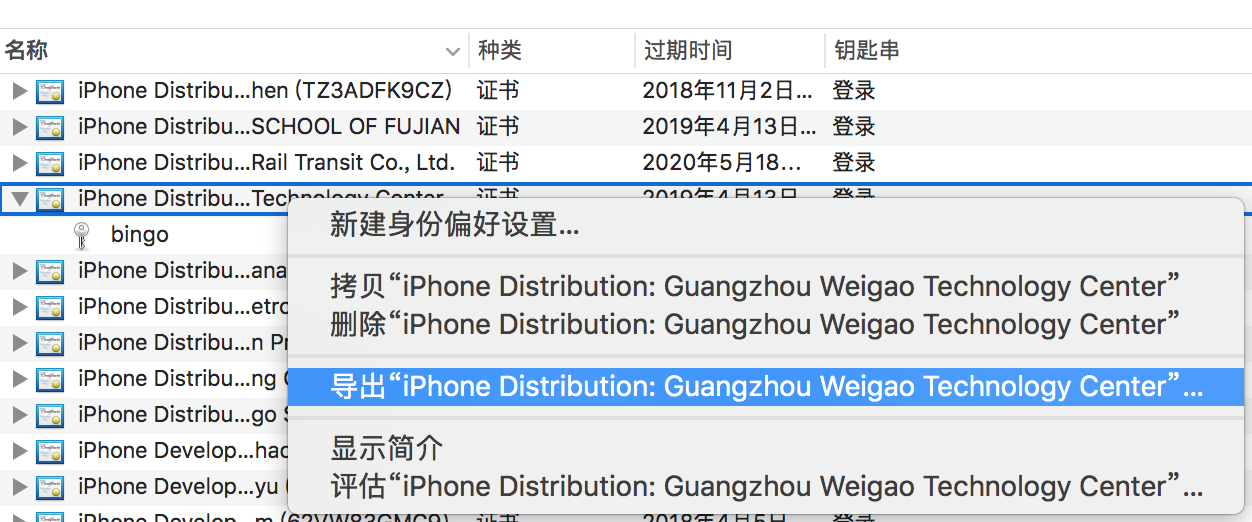 名称 种类 过期时间 钥匙串
iPhone Distribu...hen (TZ3ADFK9CZ) 证书 2018年11月2日... 登录
iPhone Distribu...SCHOOL OF FUJIAN 证书 2019年4月13日... 登录
iPhone Distribu...Rail Transit Co., Ltd. 证书 2020年5月18... 登录
iPhone Distribu...Technology Center 证书 2019年4月13日 登录
新建身份偏好设置...
bingo
iPhone Distribu...ana
拷贝“iPhone Distribution: Guangzhou Weigao Technology Center”
iPhone Distribu...etro
删除“iPhone Distribution: Guangzhou Weigao Technology Center”
iPhone Distribu...n Pr
iPhone Distribu...ng
导出“iPhone Distribution: Guangzhou Weigao Technology Center”...
iPhone Distribu...go S
iPhone Develop...hao
显示简介
iPhone Develop...yu (
评估“iPhone Distribution: Guangzhou Weigao Technology Center”...
iPhone Develop...m (62VW83GMC9) 证书 2018年4月5日 登录